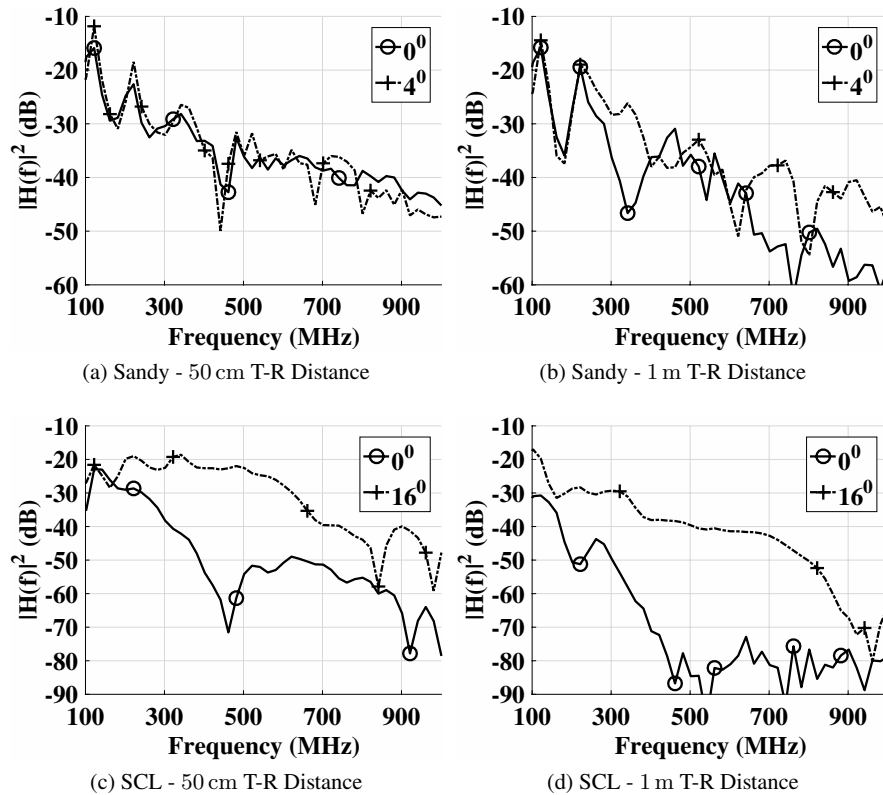 -10
-20
-30
-40
-50
-60
|H(f)|² (dB)
0⁰
4⁰
100 300 500 700 900
Frequency (MHz)
(a) Sandy - 50 cm T-R Distance
-10
-20
-30
-40
-50
-60
|H(f)|² (dB)
0⁰
4⁰
100 300 500 700 900
Frequency (MHz)
(b) Sandy - 1 m T-R Distance
-10
-20
-30
-40
-50
-60
-70
-80
-90
|H(f)|² (dB)
0⁰
16⁰
100 300 500 700 900
Frequency (MHz)
(c) SCL - 50 cm T-R Distance
-10
-20
-30
-40
-50
-60
-70
-80
-90
|H(f)|² (dB)
0⁰
16⁰
100 300 500 700 900
Frequency (MHz)
(d) SCL - 1 m T-R Distance